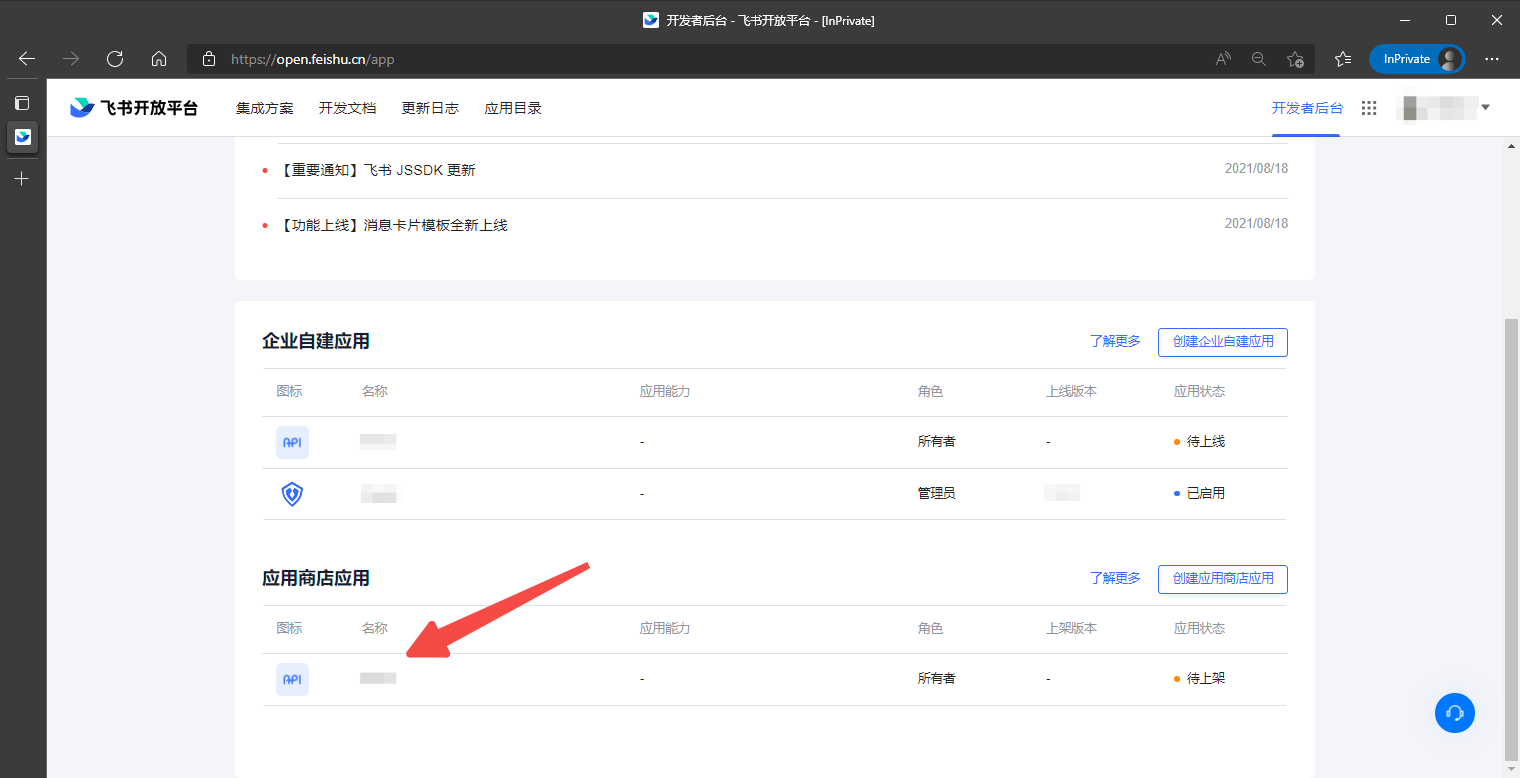 开发者后台 - 飞书开放平台 - [InPrivate]
https://open.feishu.cn/app
InPrivate
飞书开放平台 集成方案 开发文档 更新日志 应用目录 开发者后台
【重要通知】飞书 JSSDK 更新 2021/08/18
【功能上线】消息卡片模板全新上线 2021/08/18
企业自建应用 了解更多 创建企业自建应用
图标 名称 应用能力 角色 上线版本 应用状态
API - 所有者 - 待上线
- 管理员 已启用
应用商店应用 了解更多 创建应用商店应用
图标 名称 应用能力 角色 上架版本 应用状态
API - 所有者 - 待上架